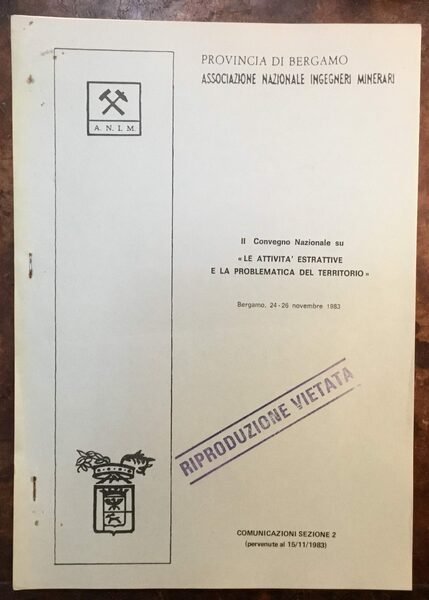 PROVINCIA DI BERGAMO
ASSOCIAZIONE NAZIONALE INGEGNERI MINERARI
A. N. I. M.
II Convegno Nazionale su
«LE ATTIVITA' ESTRATTIVE
E LA PROBLEMATICA DEL TERRITORIO»
Bergamo, 24-26 novembre 1983
RIPRODUZIONE VIETATA
COMUNICAZIONI SEZIONE 2
(pervenute al 15/11/1983)